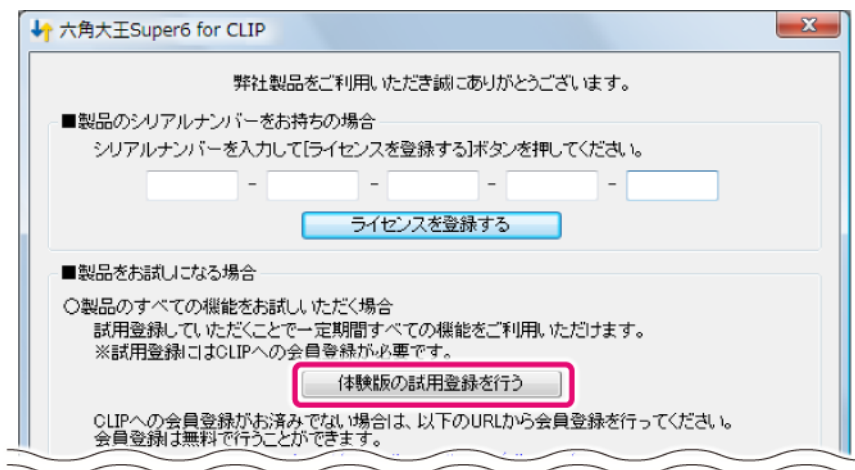 六角大王Super6 for CLIP
弊社製品をご利用いただき誠にありがとうございます。
■製品のシリアルナンバーをお持ちの場合
シリアルナンバーを入力して[ライセンスを登録する]ボタンを押してください。
- - - -
ライセンスを登録する
■製品をお試しになる場合
○製品のすべての機能をお試しいただく場合
試用登録していただくことで一定期間すべての機能をご利用いただけます。
※試用登録にはCLIPへの会員登録が必要です。
体験版の試用登録を行う
CLIPへの会員登録がお済みでない場合は、以下のURLから会員登録を行ってください。
会員登録は無料で行うことができます。